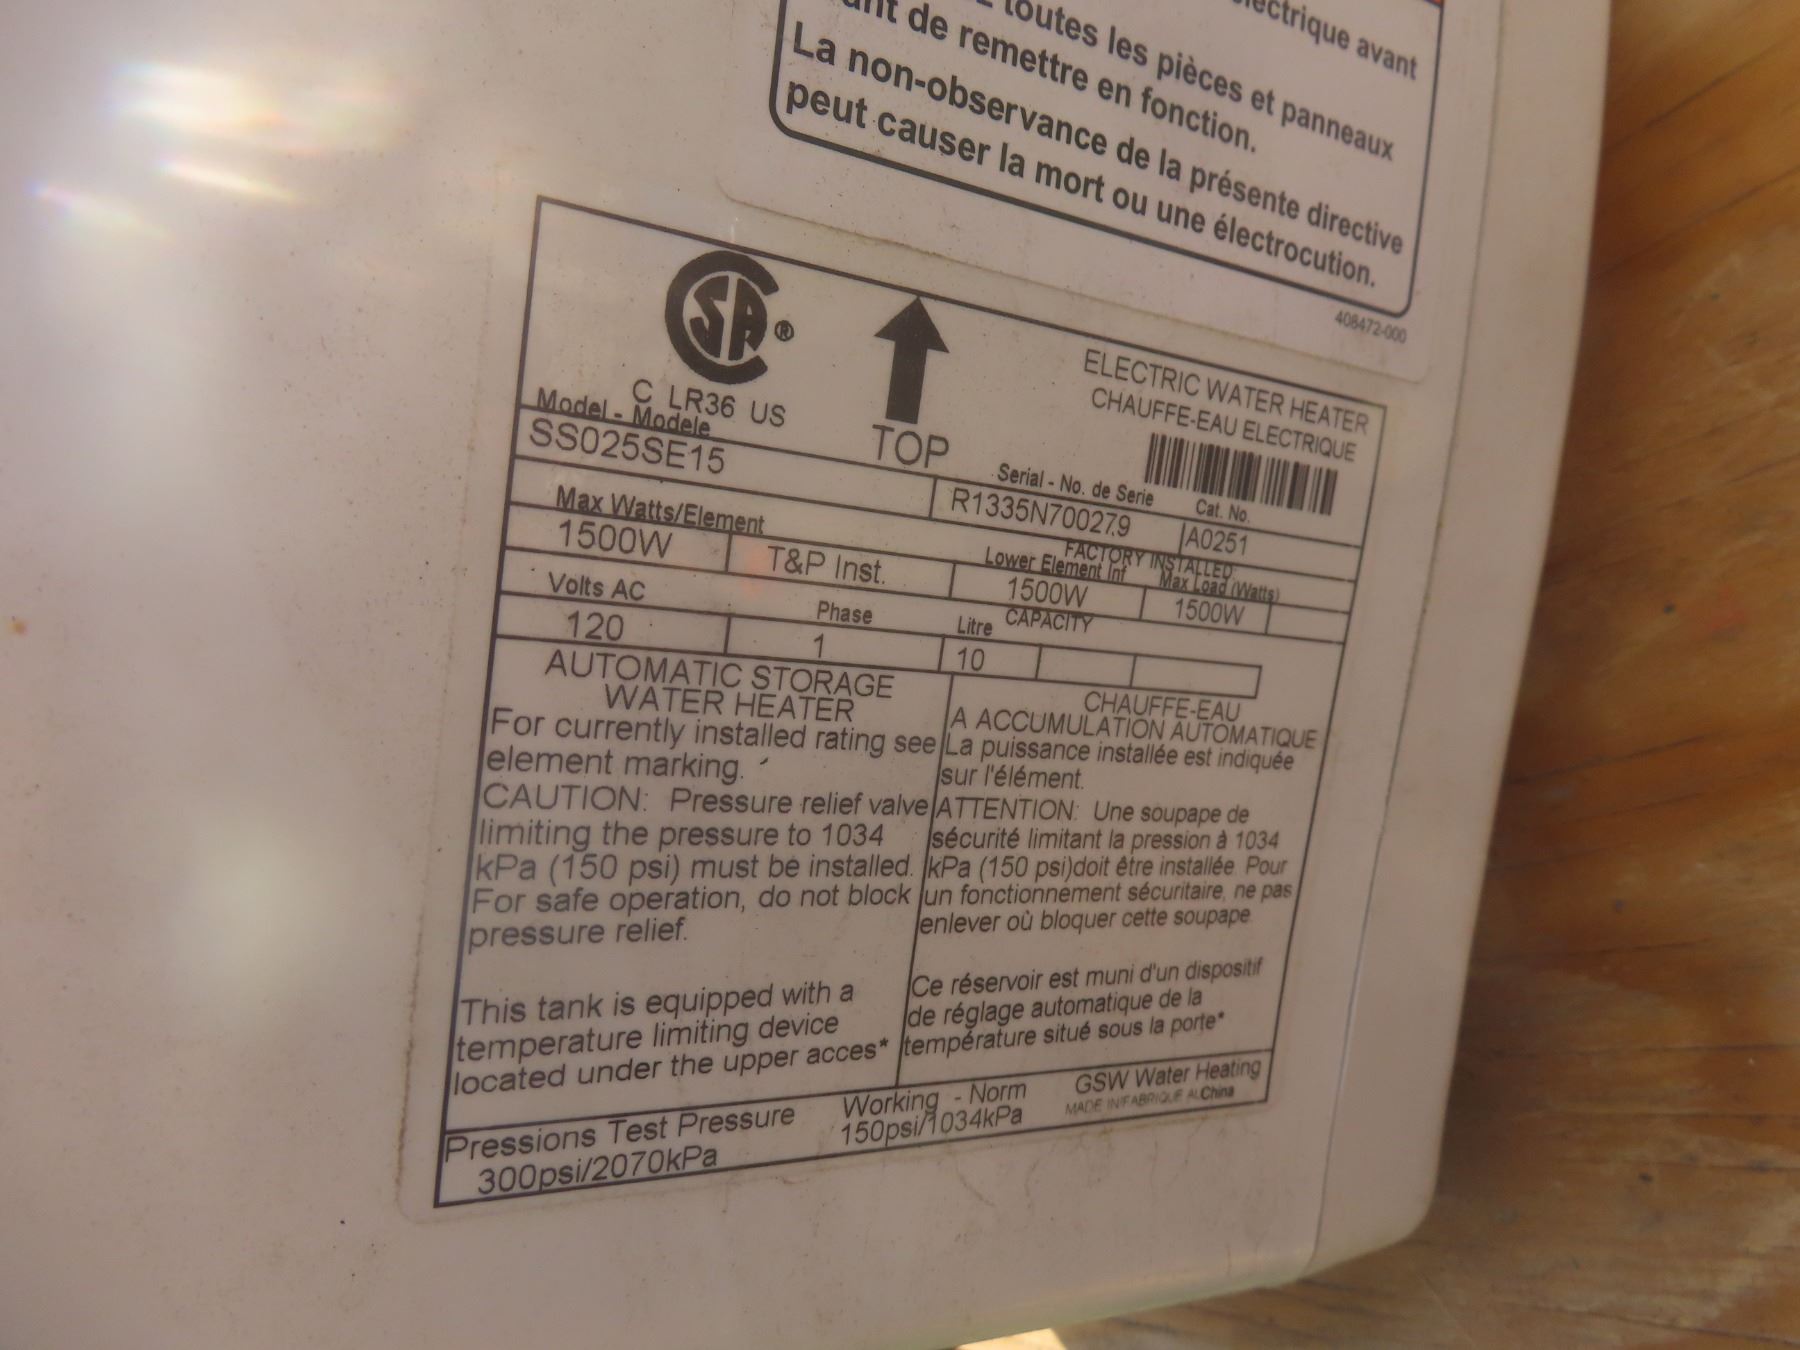 lectrique avant
toutes les pièces et panneaux
de remettre en fonction.
La non-observance de la présente directive
peut causer la mort ou une électrocution.
408472-000
SA ®
C LR36 US
TOP
ELECTRIC WATER HEATER
CHAUFFE-EAU ELECTRIQUE
Model - Modele
SS025SE15
Serial - No. de Serie
R1335N700279
Cat. No.
A0251
Max Watts/Element
1500W
T&P Inst.
FACTORY INSTALLED:
Lower Element Inf
1500W
Max Load (Watts)
1500W
Volts AC
120
Phase
1
Litre CAPACITY
10
AUTOMATIC STORAGE
WATER HEATER
For currently installed rating see
element marking.
CAUTION: Pressure relief valve
limiting the pressure to 1034
kPa (150 psi) must be installed.
For safe operation, do not block
pressure relief.
This tank is equipped with a
temperature limiting device
located under the upper acces*
CHAUFFE-EAU
A ACCUMULATION AUTOMATIQUE
La puissance installée est indiquée
sur l'élément.
ATTENTION: Une soupape de
sécurité limitant la pression à 1034
kPa (150 psi)doit être installée. Pour
un fonctionnement sécuritaire, ne pas
enlever où bloquer cette soupape.
Ce réservoir est muni d'un dispositif
de réglage automatique de la
température situé sous la porte*
Pressions Test Pressure
300psi/2070kPa
Working - Norm
150psi/1034kPa
GSW Water Heating
MADE IN/FABRIQUE AU China